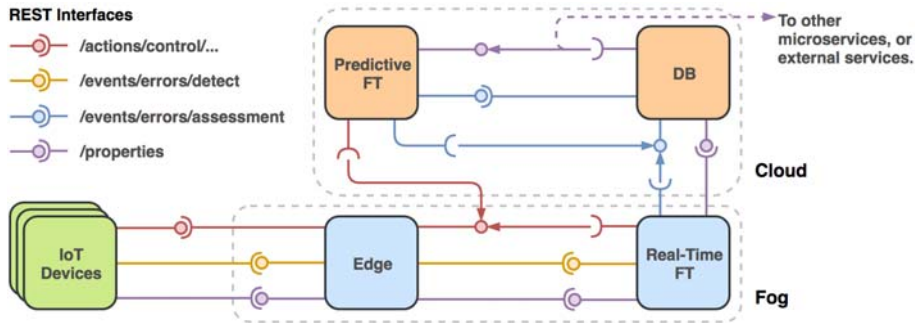 REST Interfaces
/actions/control/...
/events/errors/detect
/events/errors/assessment
/properties
Predictive
FT
DB
To other
microservices, or
external services.
Cloud
IoT
Devices
Edge
Real-Time
FT
Fog